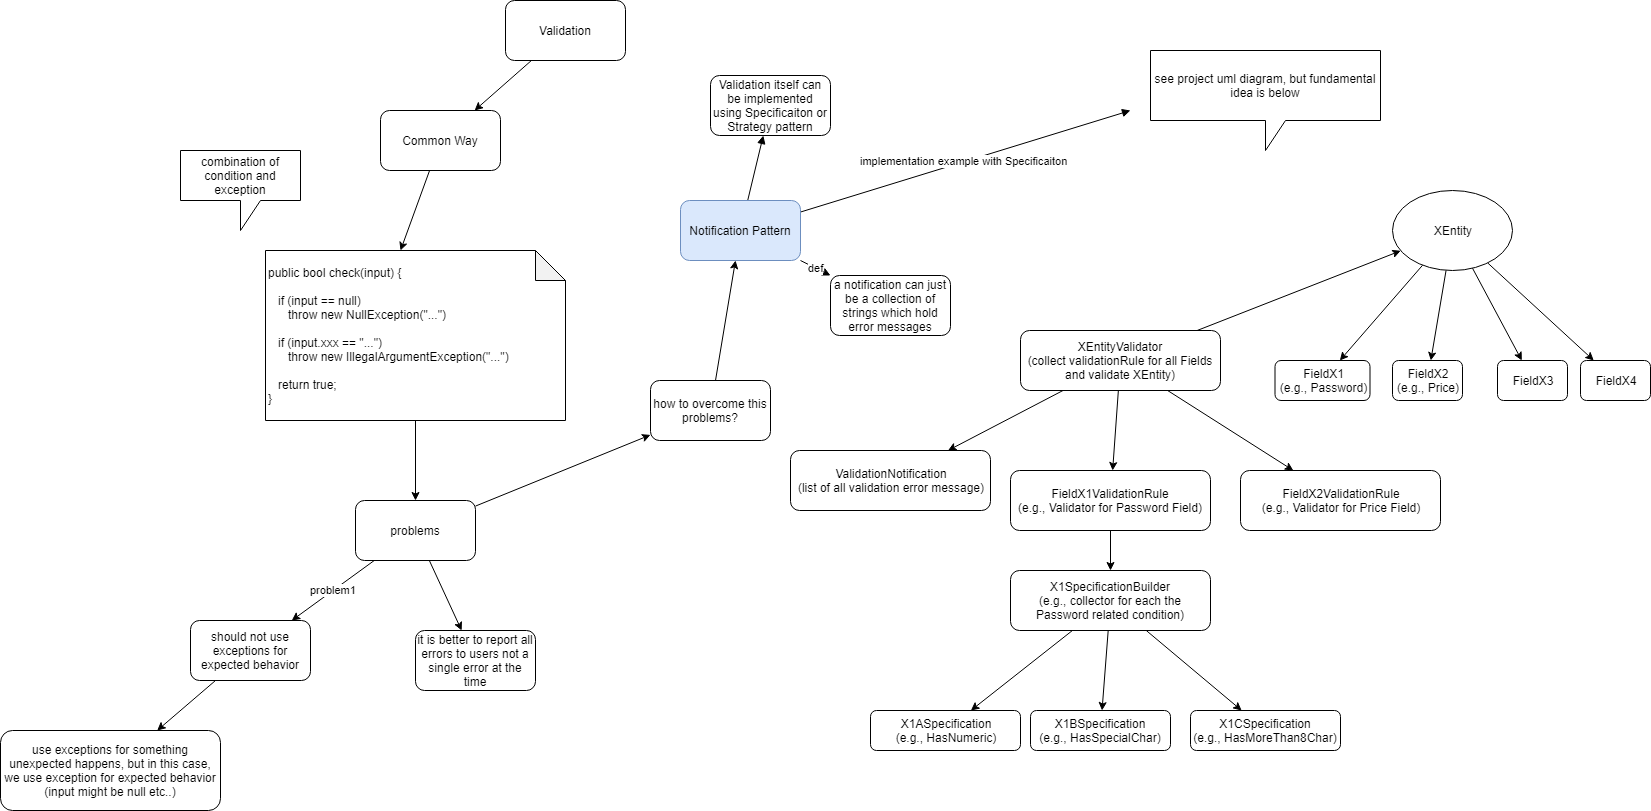 Validation
Common Way
combination of
condition and
exception
public bool check(input) {
if (input == null)
throw new NullException("...")
if (input.xxx == "...")
throw new IllegalArgumentException("...")
return true;
}
problems
problem1
should not use
exceptions for
expected behavior
use exceptions for something
unexpected happens, but in this case,
we use exception for expected behavior
(input might be null etc..)
it is better to report all
errors to users not a
single error at the
time
how to overcome this
problems?
Notification Pattern
Validation itself can
be implemented
using Specificaiton or
Strategy pattern
def
a notification can just
be a collection of
strings which hold
error messages
implementation example with Specificaiton
see project uml diagram, but fundamental
idea is below
XEntity
FieldX1
(e.g., Password)
FieldX2
(e.g., Price)
FieldX3
FieldX4
XEntityValidator
(collect validationRule for all Fields
and validate XEntity)
ValidationNotification
(list of all validation error message)
FieldX1ValidationRule
(e.g., Validator for Password Field)
FieldX2ValidationRule
(e.g., Validator for Price Field)
X1SpecificationBuilder
(e.g., collector for each the
Password related condition)
X1ASpecification
(e.g., HasNumeric)
X1BSpecification
(e.g., HasSpecialChar)
X1CSpecification
(e.g., HasMoreThan8Char)